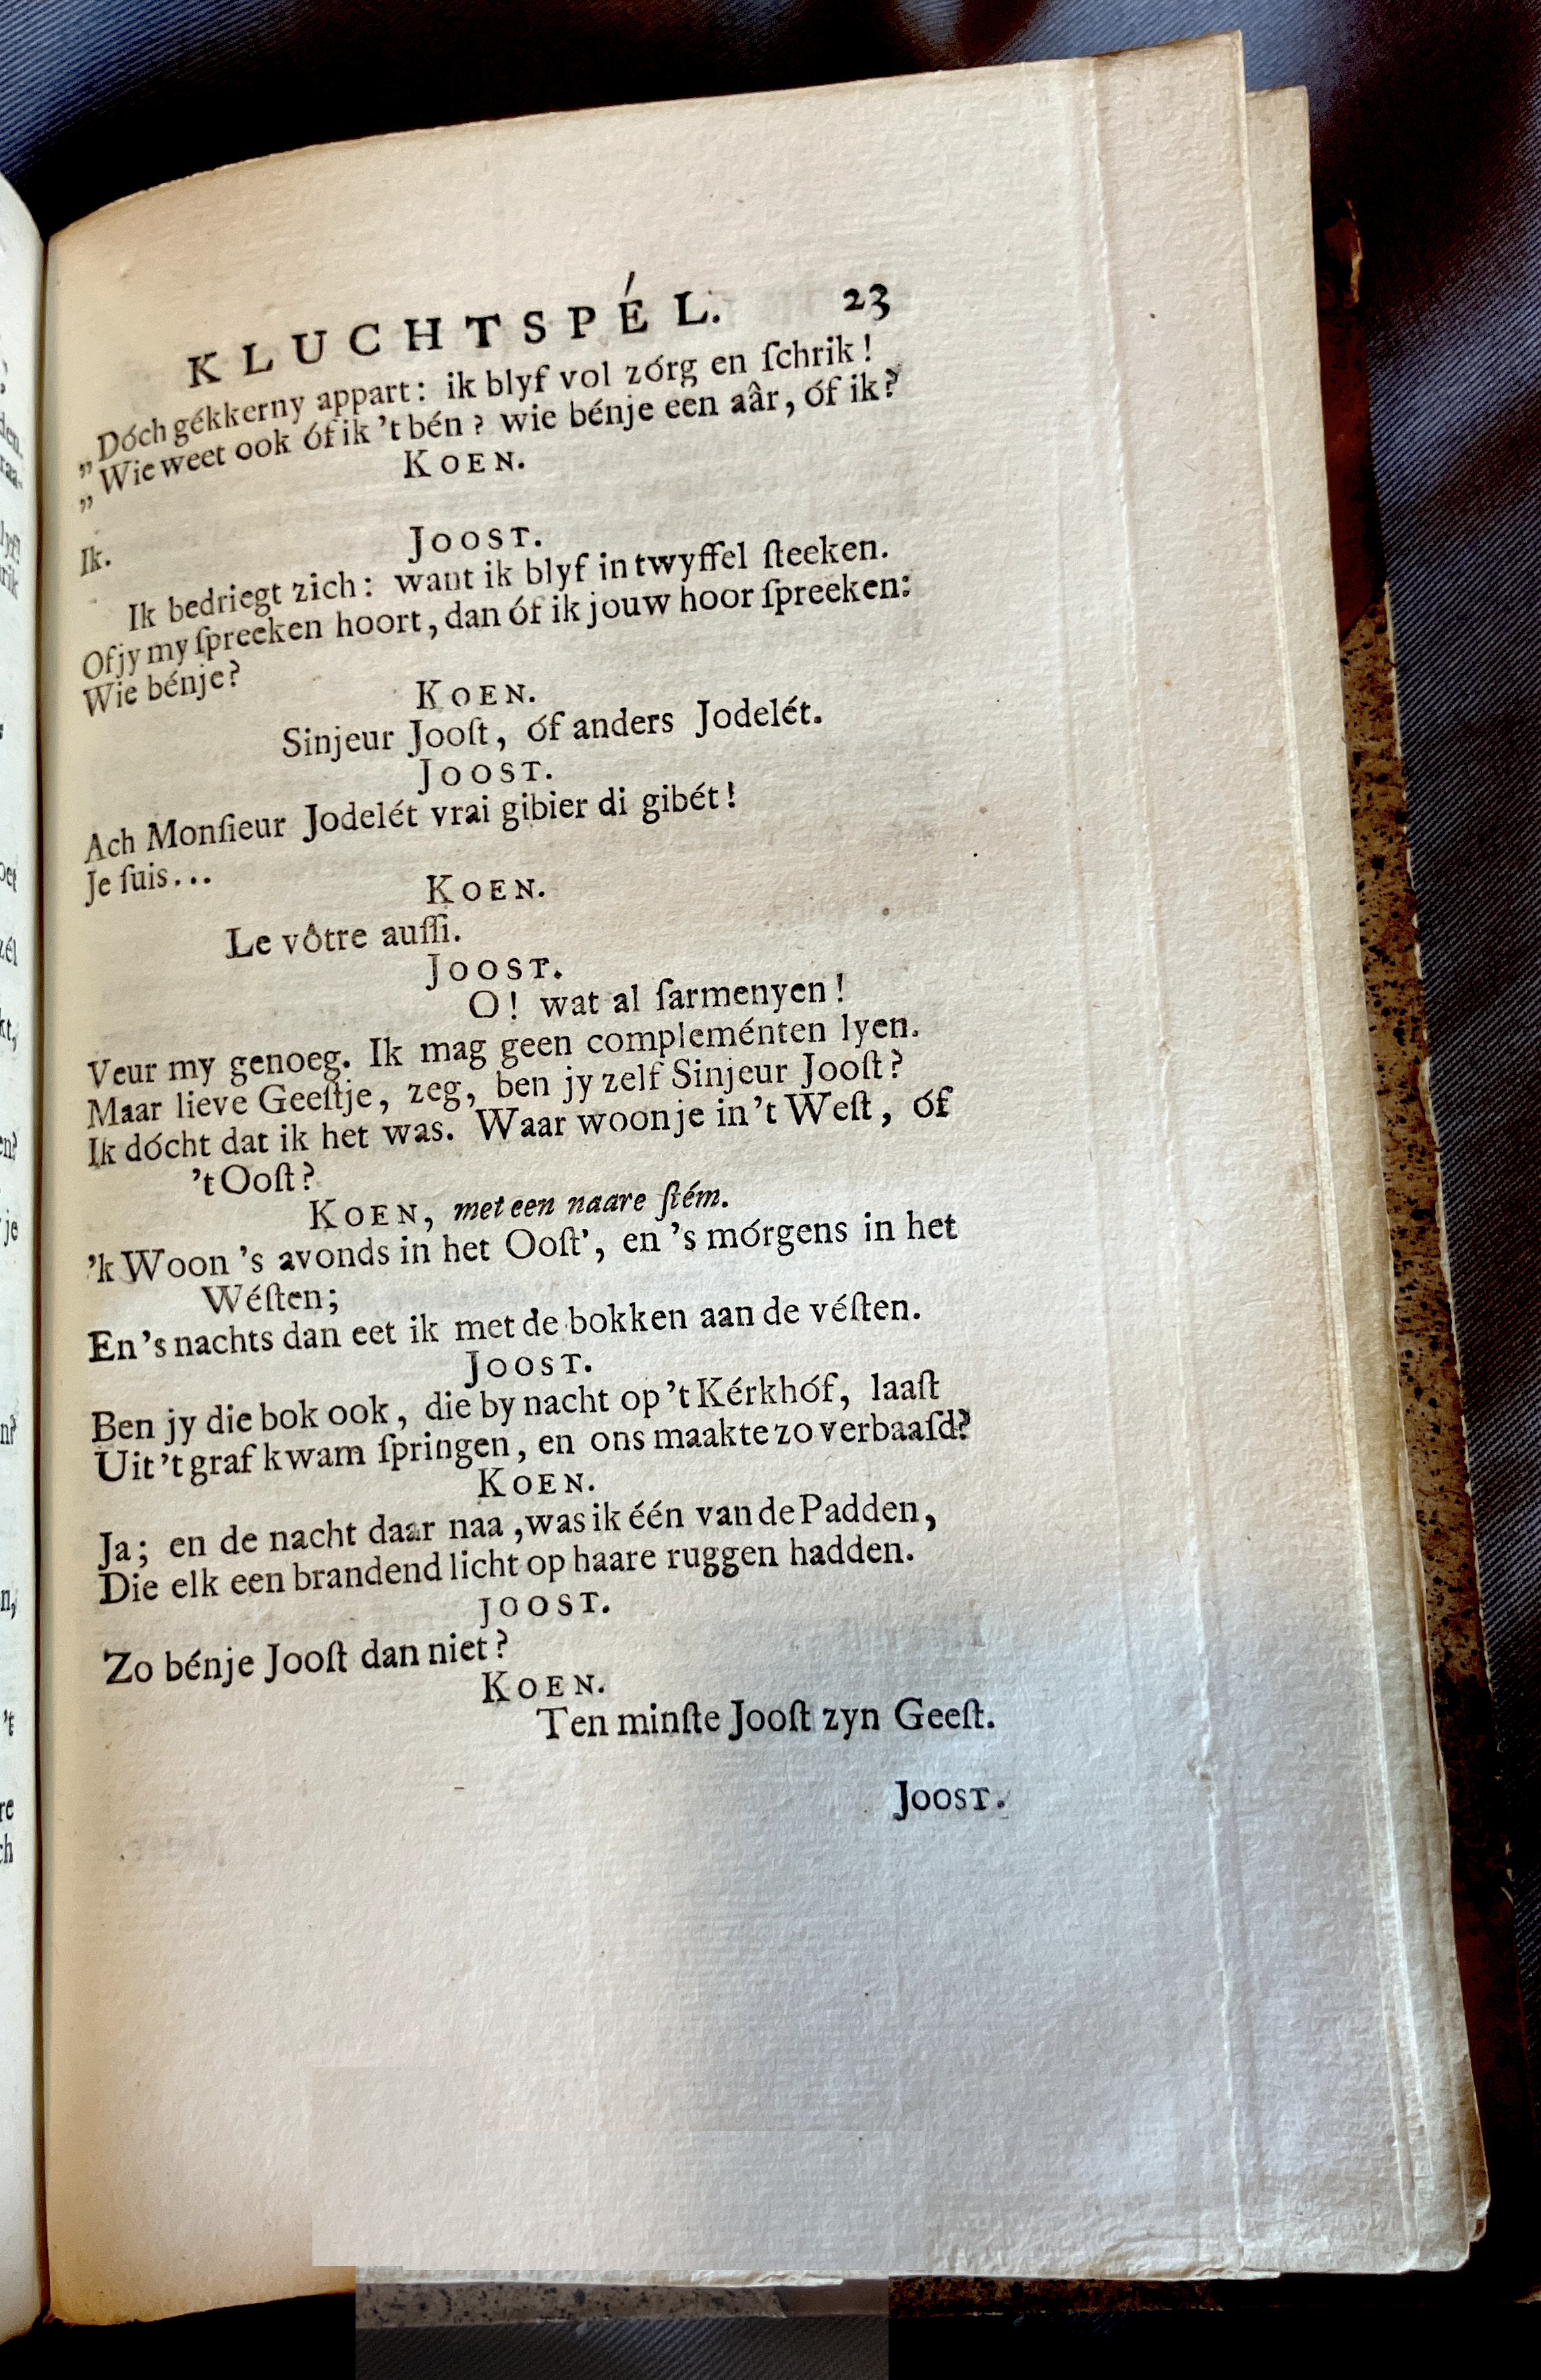 KLUCHTSPÉL. 23
„Dóch gékkerny appart: ik blyf vol zórg en ſchrik!
„Wie weet ook óf ik 't bén? wie bénje een aâr, óf ik?
KOEN.
Ik.
JOOST.
Ik bedriegt zich: want ik blyf in twyffel ſteeken.
Of jy my ſpreeken hoort, dan óf ik jouw hoor ſpreeken:
Wie bénje?
KOEN.
Sinjeur Jooſt, óf anders Jodelét.
JOOST.
Ach Monſieur Jodelét vrai gibier di gibét!
Je ſuis...
KOEN.
Le vôtre auſſi.
JOOST.
O! wat al ſarmenyen!
Veur my genoeg. Ik mag geen compleménten lyen.
Maar lieve Geeſtje, zeg, ben jy zelf Sinjeur Jooſt?
Ik dócht dat ik het was. Waar woon je in 't Weſt, óf
't Ooſt?
KOEN, met een naare ſtém.
'k Woon 's avonds in het Ooſt', en 's mórgens in het
Wéſten;
En 's nachts dan eet ik met de bokken aan de véſten.
JOOST.
Ben jy die bok ook, die by nacht op 't Kérkhóf, laaſt
Uit 't graf kwam ſpringen, en ons maakte zo verbaaſd?
KOEN.
Ja; en de nacht daar naa, was ik één van de Padden,
Die elk een brandend licht op haare ruggen hadden.
JOOST.
Zo bénje Jooſt dan niet?
KOEN.
Ten minſte Jooſt zyn Geeſt.
JOOST.